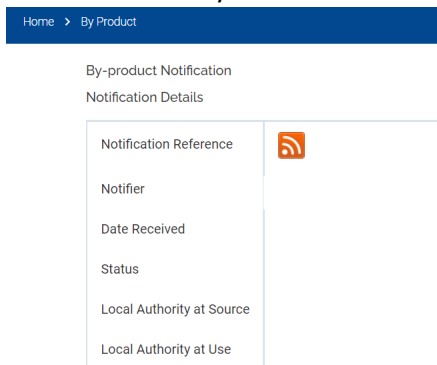 Home > By Product
By-product Notification
Notification Details
Notification Reference
Notifier
Date Received
Status
Local Authority at Source
Local Authority at Use